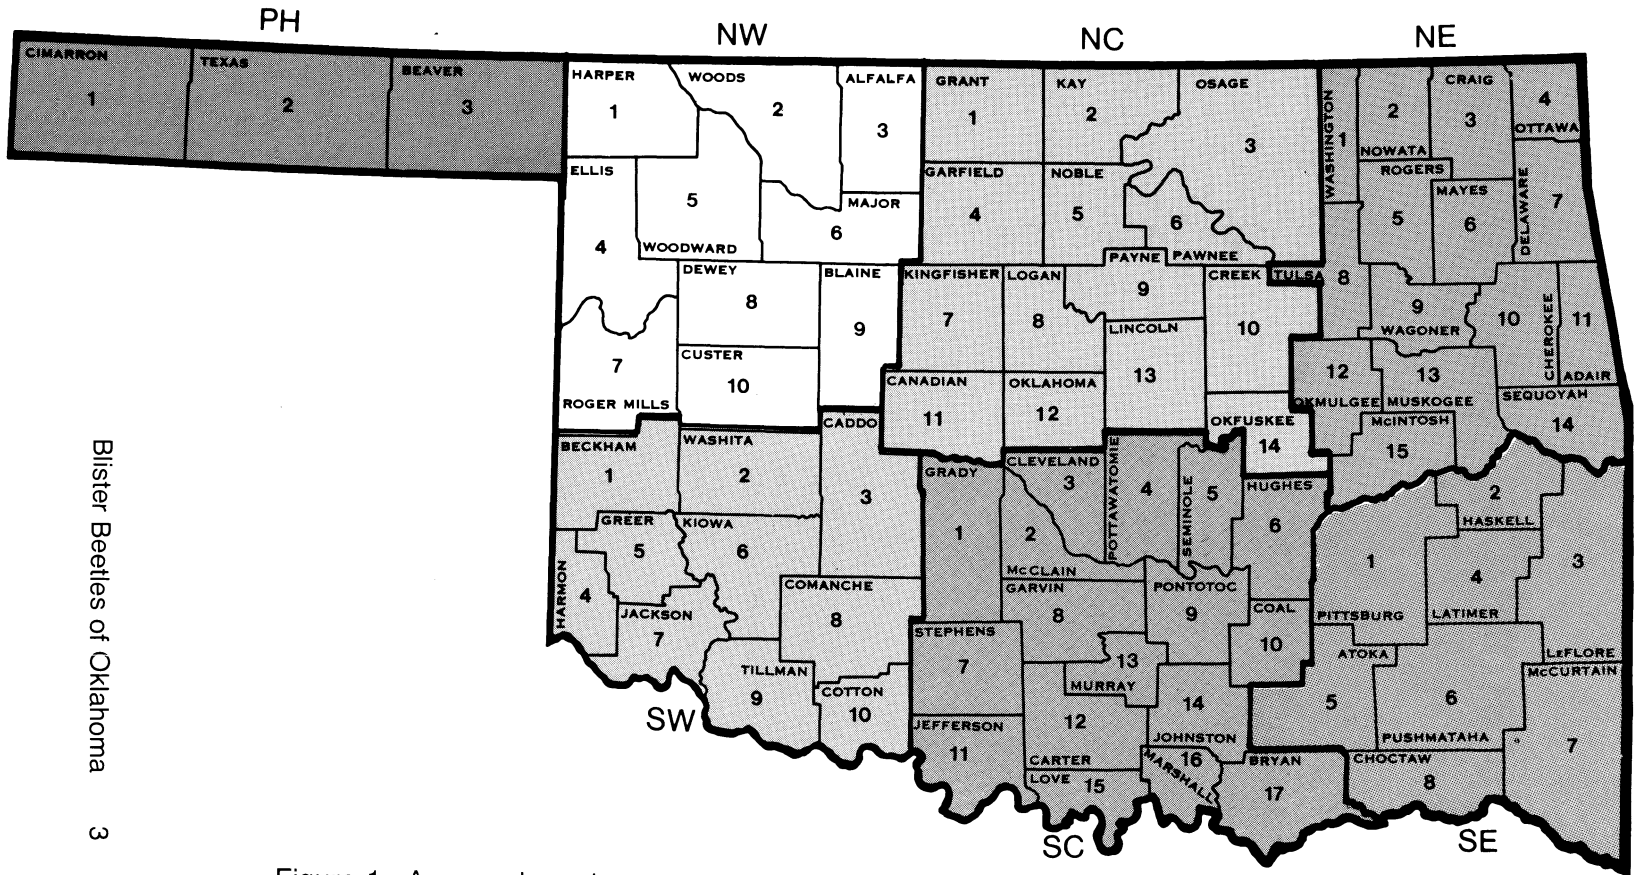 PH
NW
NC
NE
CIMARRON
1
TEXAS
2
BEAVER
3
HARPER
1
WOODS
2
ALFALFA
3
ELLIS
4
WOODWARD
5
MAJOR
6
ROGER MILLS
7
DEWEY
8
BLAINE
9
CUSTER
10
GRANT
1
KAY
2
OSAGE
3
GARFIELD
4
NOBLE
5
PAWNEE
6
KINGFISHER
7
LOGAN
8
PAYNE
9
CREEK
10
CANADIAN
11
OKLAHOMA
12
LINCOLN
13
OKFUSKEE
14
WASHINGTON
1
NOWATA
2
CRAIG
3
OTTAWA
4
ROGERS
5
MAYES
6
DELAWARE
7
TULSA
8
WAGONER
9
CHEROKEE
10
ADAIR
11
OKMULGEE
12
MUSKOGEE
13
SEQUOYAH
14
McINTOSH
15
BECKHAM
1
WASHITA
2
CADDO
3
HARMON
4
GREER
5
KIOWA
6
JACKSON
7
COMANCHE
8
TILLMAN
9
COTTON
10
SW
GRADY
1
McCLAIN
2
CLEVELAND
3
POTTAWATOMIE
4
SEMINOLE
5
HUGHES
6
STEPHENS
7
GARVIN
8
PONTOTOC
9
COAL
10
JEFFERSON
11
CARTER
12
MURRAY
13
JOHNSTON
14
LOVE
15
MARSHALL
16
BRYAN
17
SC
PITTSBURG
1
HASKELL
2
LeFLORE
3
LATIMER
4
ATOKA
5
PUSHMATAHA
6
McCURTAIN
7
CHOCTAW
8
SE
Blister Beetles of Oklahoma 3